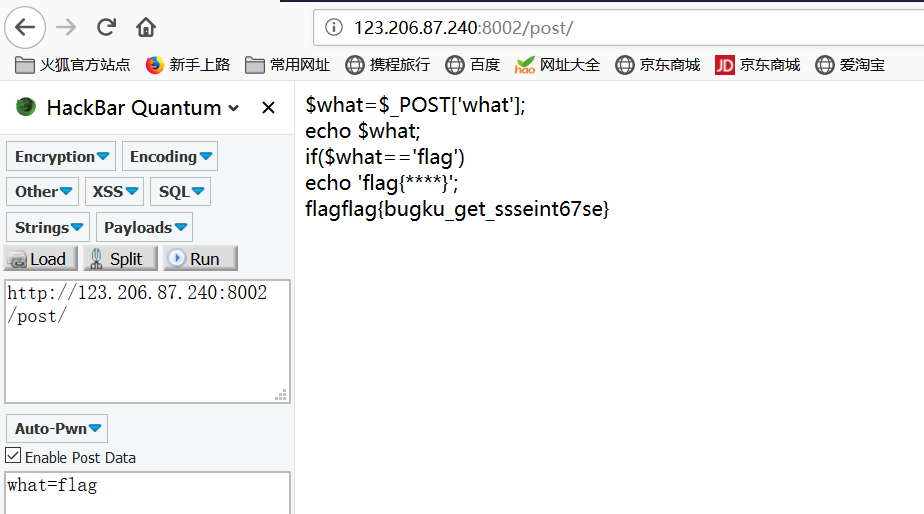 123.206.87.240:8002/post/
火狐官方站点 新手上路 常用网址 携程旅行 百度 hao 网址大全 京东商城 JD 京东商城 爱淘宝
HackBar Quantum
Encryption Encoding
Other XSS SQL
Strings Payloads
Load Split Run
http://123.206.87.240:8002
/post/
Auto-Pwn
Enable Post Data
what=flag
$what=$_POST['what'];
echo $what;
if($what=='flag')
echo 'flag{****}';
flagflag{bugku_get_ssseint67se}